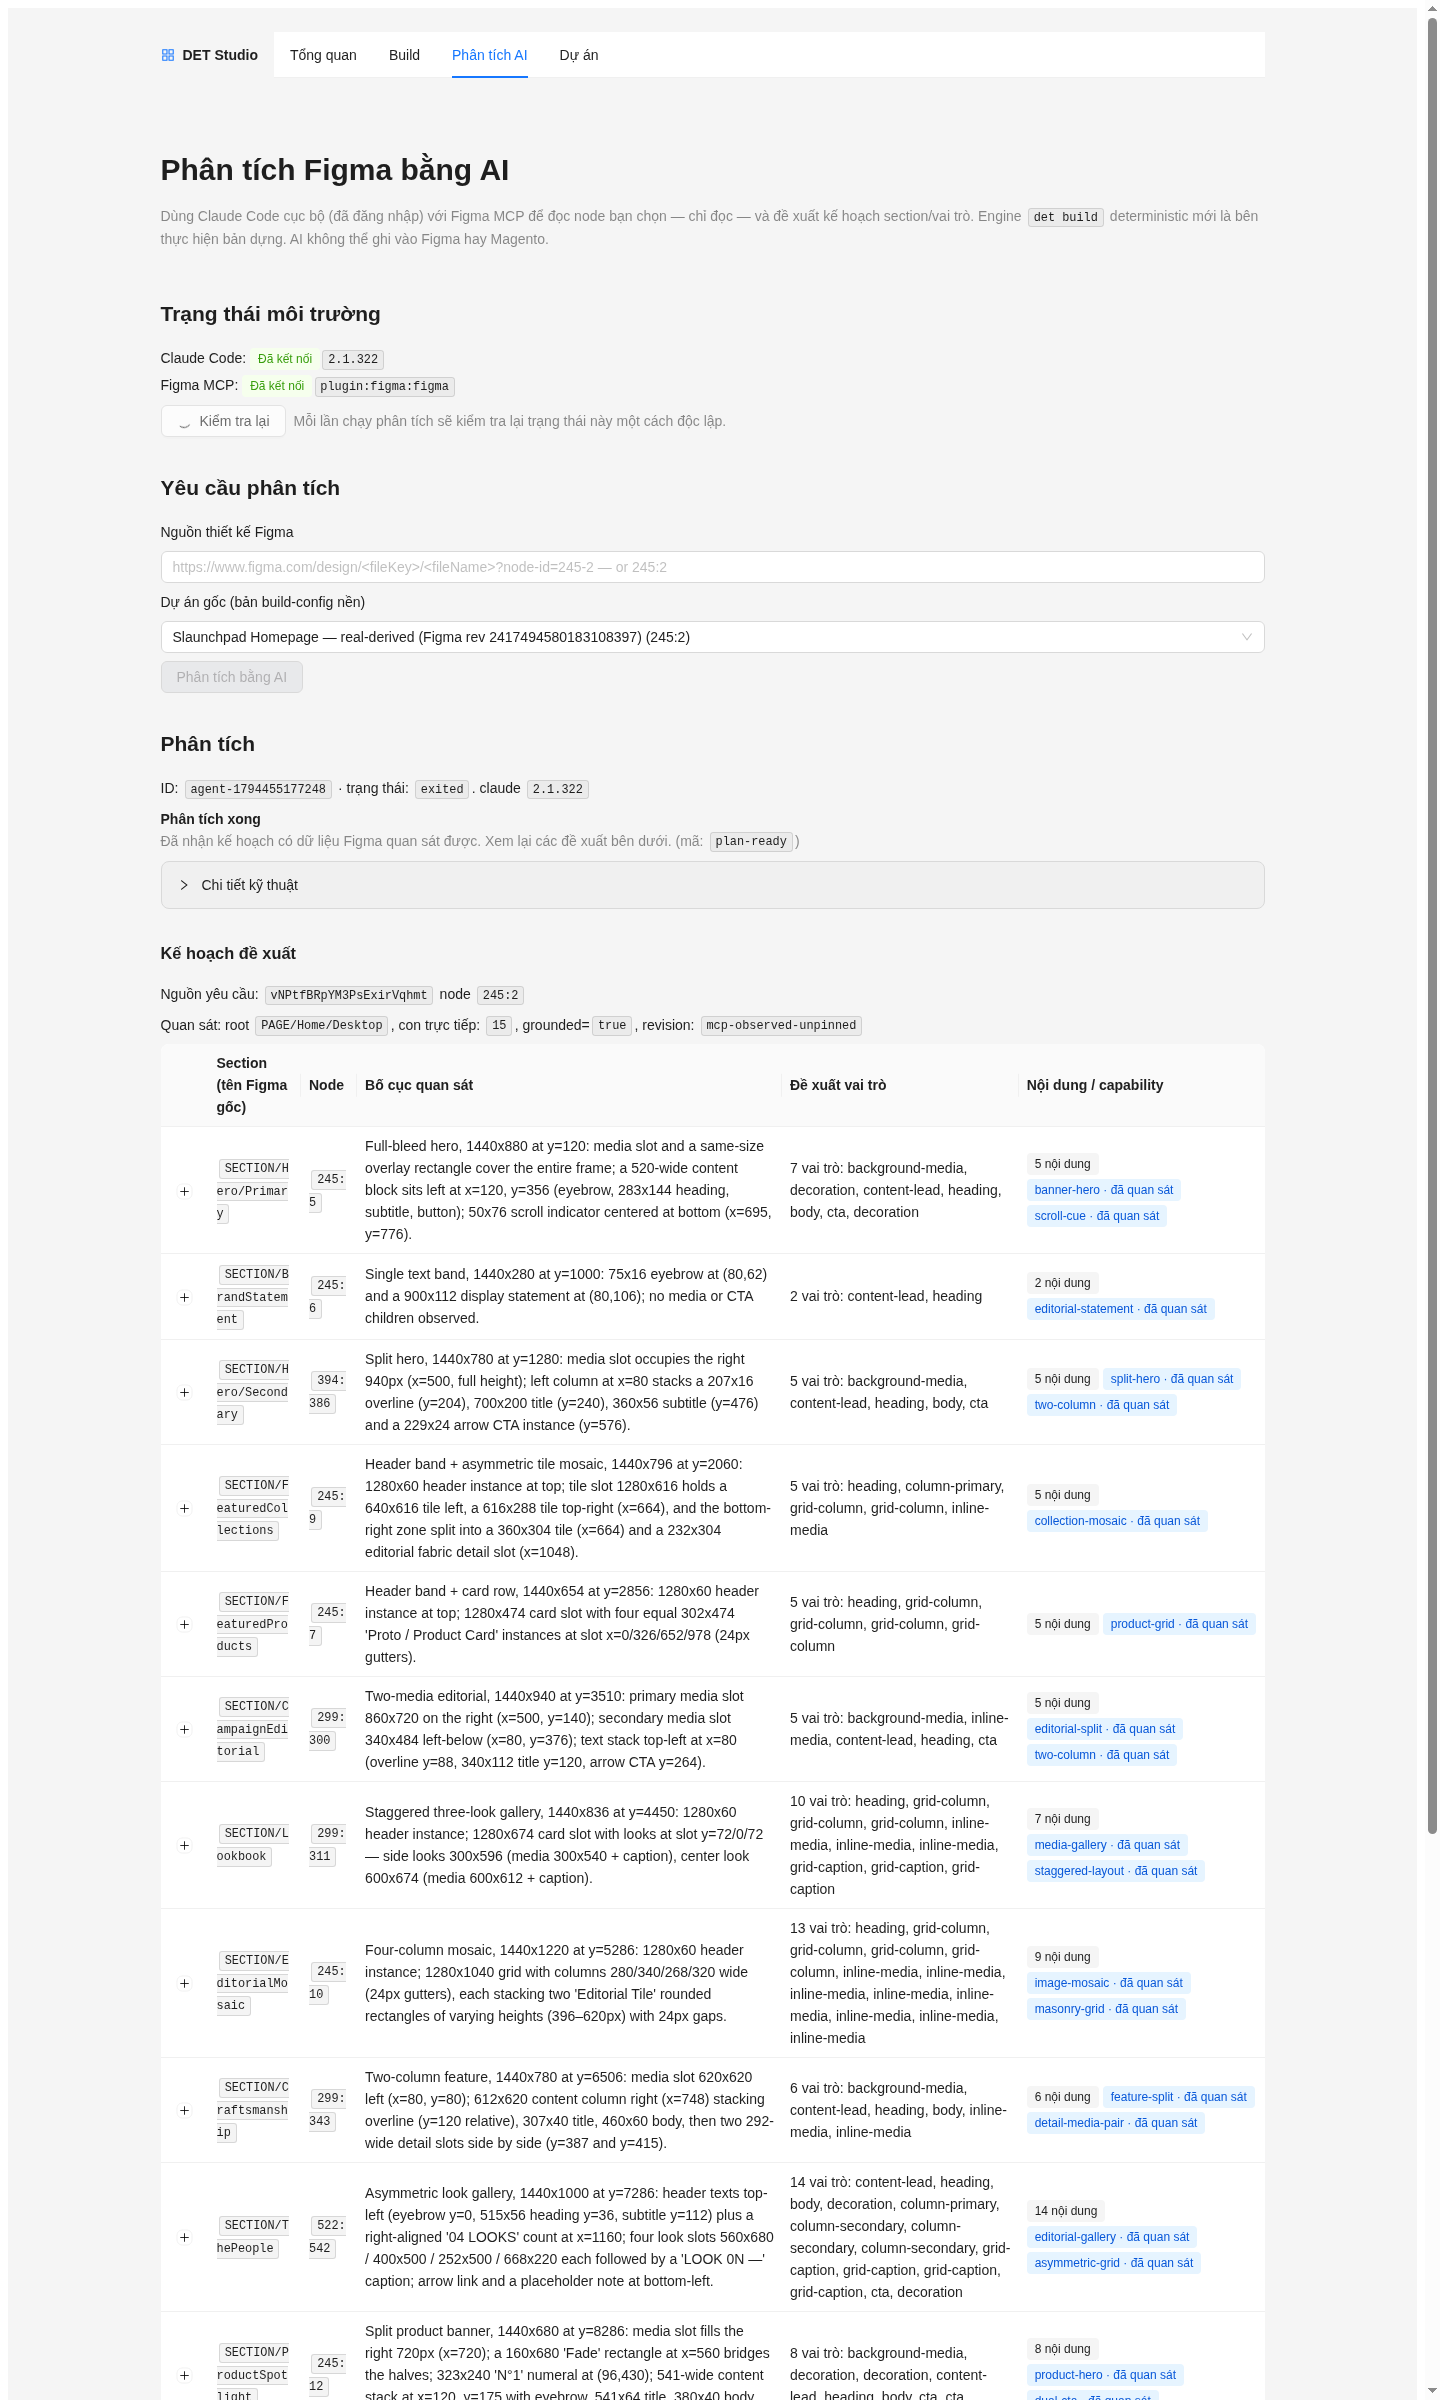 DET Studio Tổng quan Build Phân tích AI Dự án
Phân tích Figma bằng AI
Dùng Claude Code cục bộ (đã đăng nhập) với Figma MCP để đọc node bạn chọn — chỉ đọc — và đề xuất kế hoạch section/vai trò. Engine det build deterministic mới là bên
thực hiện bản dựng. AI không thể ghi vào Figma hay Magento.
Trạng thái môi trường
Claude Code: Đã kết nối 2.1.322
Figma MCP: Đã kết nối plugin:figma:figma
Kiểm tra lại Mỗi lần chạy phân tích sẽ kiểm tra lại trạng thái này một cách độc lập.
Yêu cầu phân tích
Nguồn thiết kế Figma
https://www.figma.com/design/<fileKey>/<fileName>?node-id=245-2 — or 245:2
Dự án gốc (bản build-config nền)
Slaunchpad Homepage — real-derived (Figma rev 2417494580183108397) (245:2)
Phân tích bằng AI
Phân tích
ID: agent-1794455177248 · trạng thái: exited . claude 2.1.322
Phân tích xong
Đã nhận kế hoạch có dữ liệu Figma quan sát được. Xem lại các đề xuất bên dưới. (mã: plan-ready )
Chi tiết kỹ thuật
Kế hoạch đề xuất
Nguồn yêu cầu: vNPtfBRpYM3PsExirVqhmt node 245:2
Quan sát: root PAGE/Home/Desktop , con trực tiếp: 15 , grounded= true , revision: mcp-observed-unpinned
Section
(tên Figma
gốc)
Node
Bố cục quan sát
Đề xuất vai trò
Nội dung / capability
SECTION/H
ero/Primar
y
245:
5
Full-bleed hero, 1440x880 at y=120: media slot and a same-size
overlay rectangle cover the entire frame; a 520-wide content
block sits left at x=120, y=356 (eyebrow, 283x144 heading,
subtitle, button); 50x76 scroll indicator centered at bottom (x=695,
y=776).
7 vai trò: background-media,
decoration, content-lead, heading,
body, cta, decoration
5 nội dung
banner-hero · đã quan sát
scroll-cue · đã quan sát
SECTION/B
randStatem
ent
245:
6
Single text band, 1440x280 at y=1000: 75x16 eyebrow at (80,62)
and a 900x112 display statement at (80,106); no media or CTA
children observed.
2 vai trò: content-lead, heading
2 nội dung
editorial-statement · đã quan sát
SECTION/H
ero/Second
ary
394:
386
Split hero, 1440x780 at y=1280: media slot occupies the right
940px (x=500, full height); left column at x=80 stacks a 207x16
overline (y=204), 700x200 title (y=240), 360x56 subtitle (y=476)
and a 229x24 arrow CTA instance (y=576).
5 vai trò: background-media,
content-lead, heading, body, cta
5 nội dung split-hero · đã quan sát
two-column · đã quan sát
SECTION/F
eaturedCol
lections
245:
9
Header band + asymmetric tile mosaic, 1440x796 at y=2060:
1280x60 header instance at top; tile slot 1280x616 holds a
640x616 tile left, a 616x288 tile top-right (x=664), and the bottom-
right zone split into a 360x304 tile (x=664) and a 232x304
editorial fabric detail slot (x=1048).
5 vai trò: heading, column-primary,
grid-column, grid-column, inline-
media
5 nội dung
collection-mosaic · đã quan sát
SECTION/F
eaturedPro
ducts
245:
7
Header band + card row, 1440x654 at y=2856: 1280x60 header
instance at top; 1280x474 card slot with four equal 302x474
'Proto / Product Card' instances at slot x=0/326/652/978 (24px
gutters).
5 vai trò: heading, grid-column,
grid-column, grid-column, grid-
column
5 nội dung product-grid · đã quan sát
SECTION/C
ampaignEdi
torial
299:
300
Two-media editorial, 1440x940 at y=3510: primary media slot
860x720 on the right (x=500, y=140); secondary media slot
340x484 left-below (x=80, y=376); text stack top-left at x=80
(overline y=88, 340x112 title y=120, arrow CTA y=264).
5 vai trò: background-media, inline-
media, content-lead, heading, cta
5 nội dung
editorial-split · đã quan sát
two-column · đã quan sát
SECTION/L
ookbook
299:
311
Staggered three-look gallery, 1440x836 at y=4450: 1280x60
header instance; 1280x674 card slot with looks at slot y=72/0/72
— side looks 300x596 (media 300x540 + caption), center look
600x674 (media 600x612 + caption).
10 vai trò: heading, grid-column,
grid-column, grid-column, inline-
media, inline-media, inline-media,
grid-caption, grid-caption, grid-
caption
7 nội dung
media-gallery · đã quan sát
staggered-layout · đã quan sát
SECTION/E
ditorialMo
saic
245:
10
Four-column mosaic, 1440x1220 at y=5286: 1280x60 header
instance; 1280x1040 grid with columns 280/340/268/320 wide
(24px gutters), each stacking two 'Editorial Tile' rounded
rectangles of varying heights (396–620px) with 24px gaps.
13 vai trò: heading, grid-column,
grid-column, grid-column, grid-
column, inline-media, inline-media,
inline-media, inline-media, inline-
media, inline-media, inline-media,
inline-media
9 nội dung
image-mosaic · đã quan sát
masonry-grid · đã quan sát
SECTION/C
raftsmansh
ip
299:
343
Two-column feature, 1440x780 at y=6506: media slot 620x620
left (x=80, y=80); 612x620 content column right (x=748) stacking
overline (y=120 relative), 307x40 title, 460x60 body, then two 292-
wide detail slots side by side (y=387 and y=415).
6 vai trò: background-media,
content-lead, heading, body, inline-
media, inline-media
6 nội dung feature-split · đã quan sát
detail-media-pair · đã quan sát
SECTION/T
hePeople
522:
542
Asymmetric look gallery, 1440x1000 at y=7286: header texts top-
left (eyebrow y=0, 515x56 heading y=36, subtitle y=112) plus a
right-aligned '04 LOOKS' count at x=1160; four look slots 560x680
/ 400x500 / 252x500 / 668x220 each followed by a 'LOOK 0N —'
caption; arrow link and a placeholder note at bottom-left.
14 vai trò: content-lead, heading,
body, decoration, column-primary,
column-secondary, column-
secondary, column-secondary, grid-
caption, grid-caption, grid-caption,
grid-caption, cta, decoration
14 nội dung
editorial-gallery · đã quan sát
asymmetric-grid · đã quan sát
SECTION/P
roductSpot
light
245:
12
Split product banner, 1440x680 at y=8286: media slot fills the
right 720px (x=720); a 160x680 'Fade' rectangle at x=560 bridges
the halves; 323x240 'N°1' numeral at (96,430); 541-wide content
stack at x=120, y=175 with eyebrow, 541x64 title, 380x40 body,
8 vai trò: background-media,
decoration, decoration, content-
lead, heading, body, cta, cta
8 nội dung
product-hero · đã quan sát
dual-cta · đã quan sát